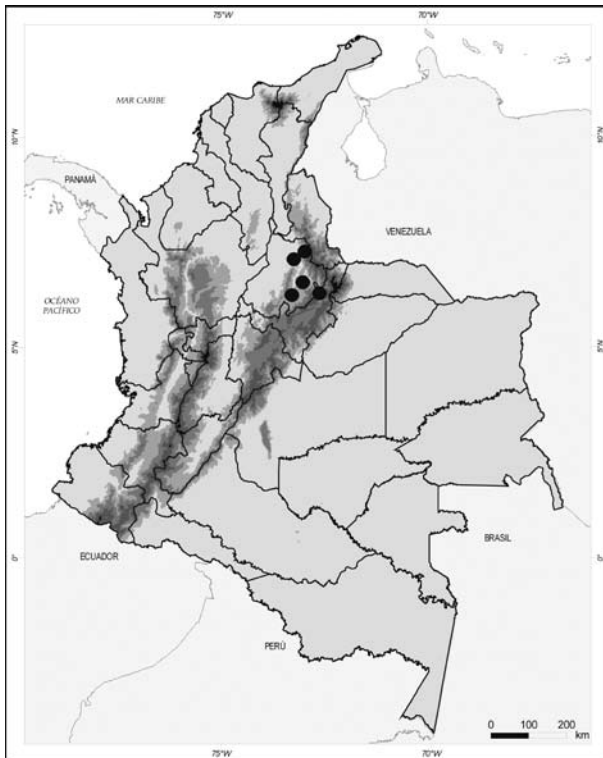 75°W 70°W
MAR CARIBE
10°N 10°N
PANAMÁ
VENEZUELA
OCÉANO
PACÍFICO
5°N 5°N
BRASIL
ECUADOR
0° 0°
PERÚ
0 100 200
km
75°W 70°W